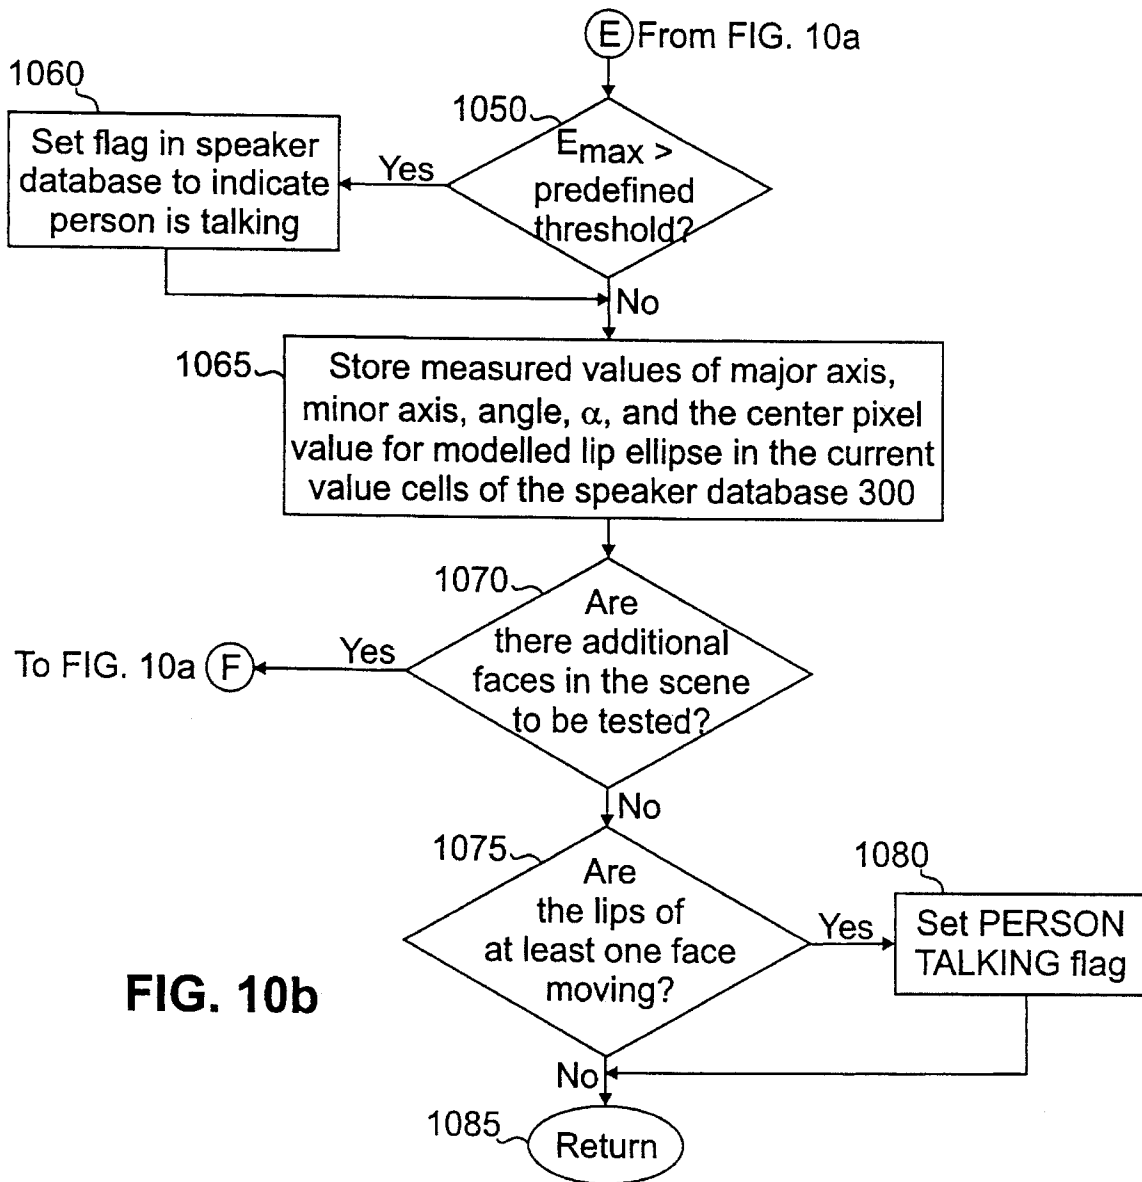 E From FIG. 10a
1060
1050
Set flag in speaker
database to indicate
person is talking
Yes
Emax >
predefined
threshold?
No
1065
Store measured values of major axis,
minor axis, angle, α, and the center pixel
value for modelled lip ellipse in the current
value cells of the speaker database 300
1070
Are
there additional
faces in the scene
to be tested?
Yes
To FIG. 10a F
No
1075
Are
the lips of
at least one face
moving?
Yes
1080
Set PERSON
TALKING flag
FIG. 10b
No
1085
Return